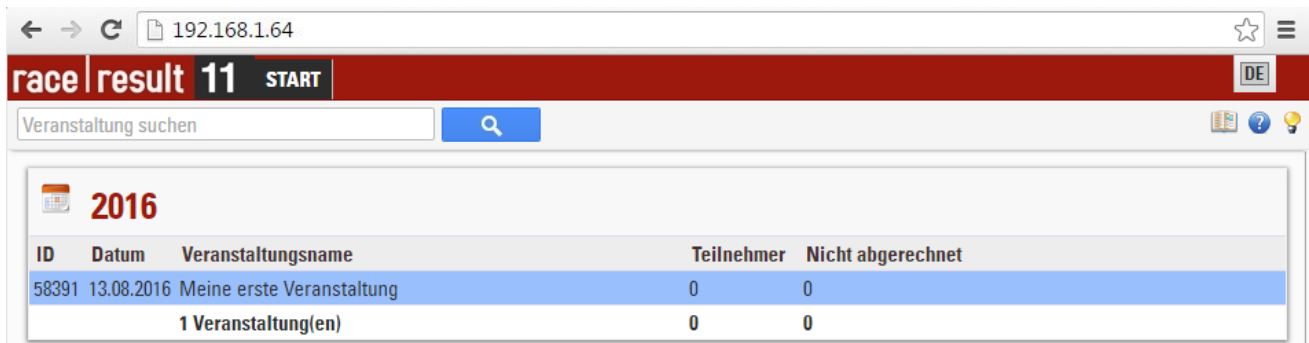 192.168.1.64
race result 11 START DE
Veranstaltung suchen
2016
ID Datum Veranstaltungsname Teilnehmer Nicht abgerechnet
58391 13.08.2016 Meine erste Veranstaltung 0 0
1 Veranstaltung(en) 0 0